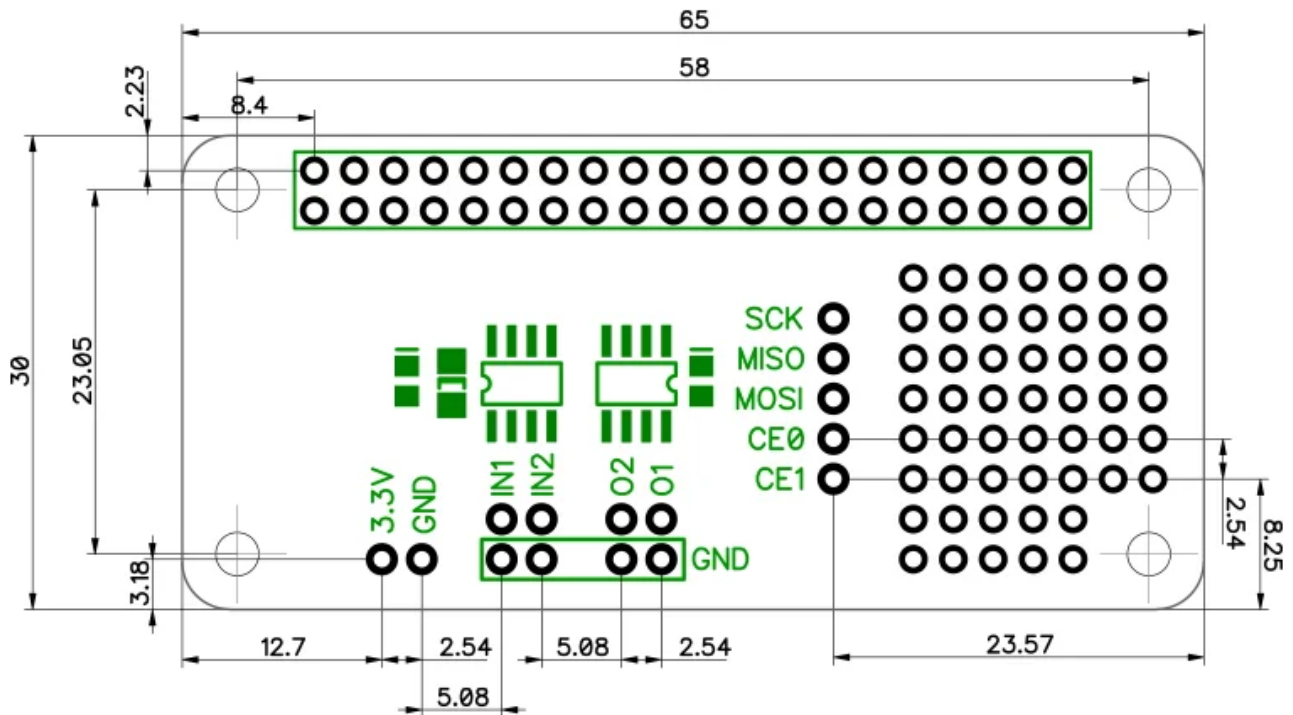 65
58
2.23
8.4
30
23.05
SCK
MISO
MOSI
CE0
CE1
3.3V
GND
IN1
IN2
O2
O1
GND
2.54
8.25
3.18
12.7
2.54
5.08
2.54
23.57
5.08